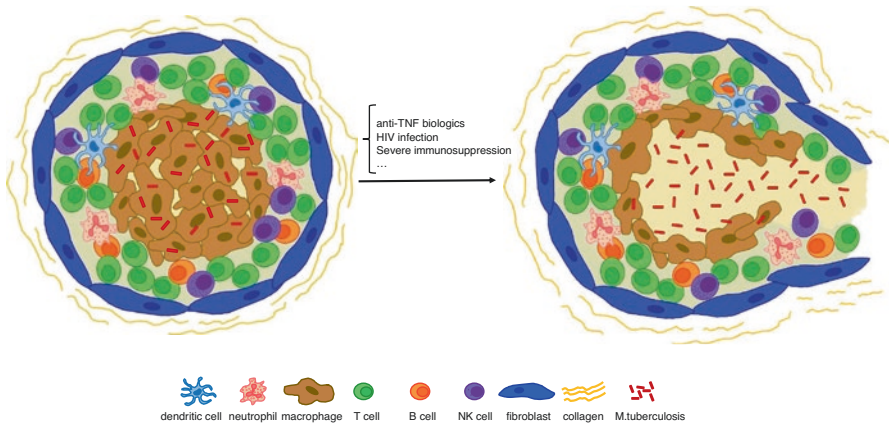 anti-TNF biologics
HIV infection
Severe immunosuppression
...
dendritic cell neutrophil macrophage T cell B cell NK cell fibroblast collagen M.tuberculosis